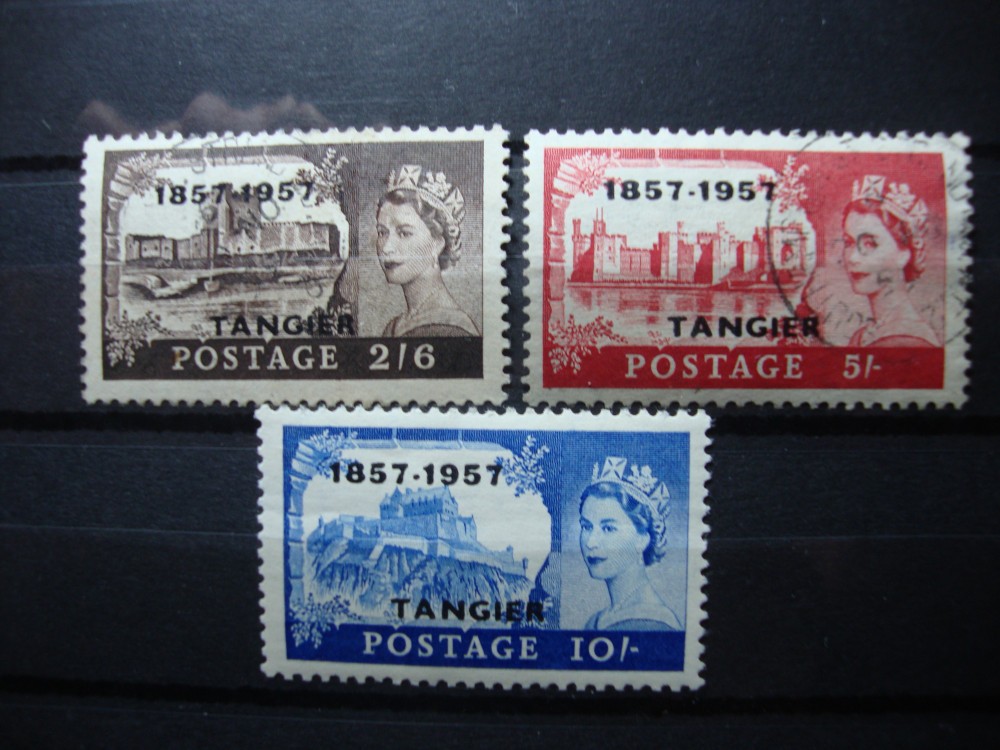 1857-1957
TANGIER
POSTAGE 2/6
1857-1957
TANGIER
POSTAGE 5/-
1857-1957
TANGIER
POSTAGE 10/-